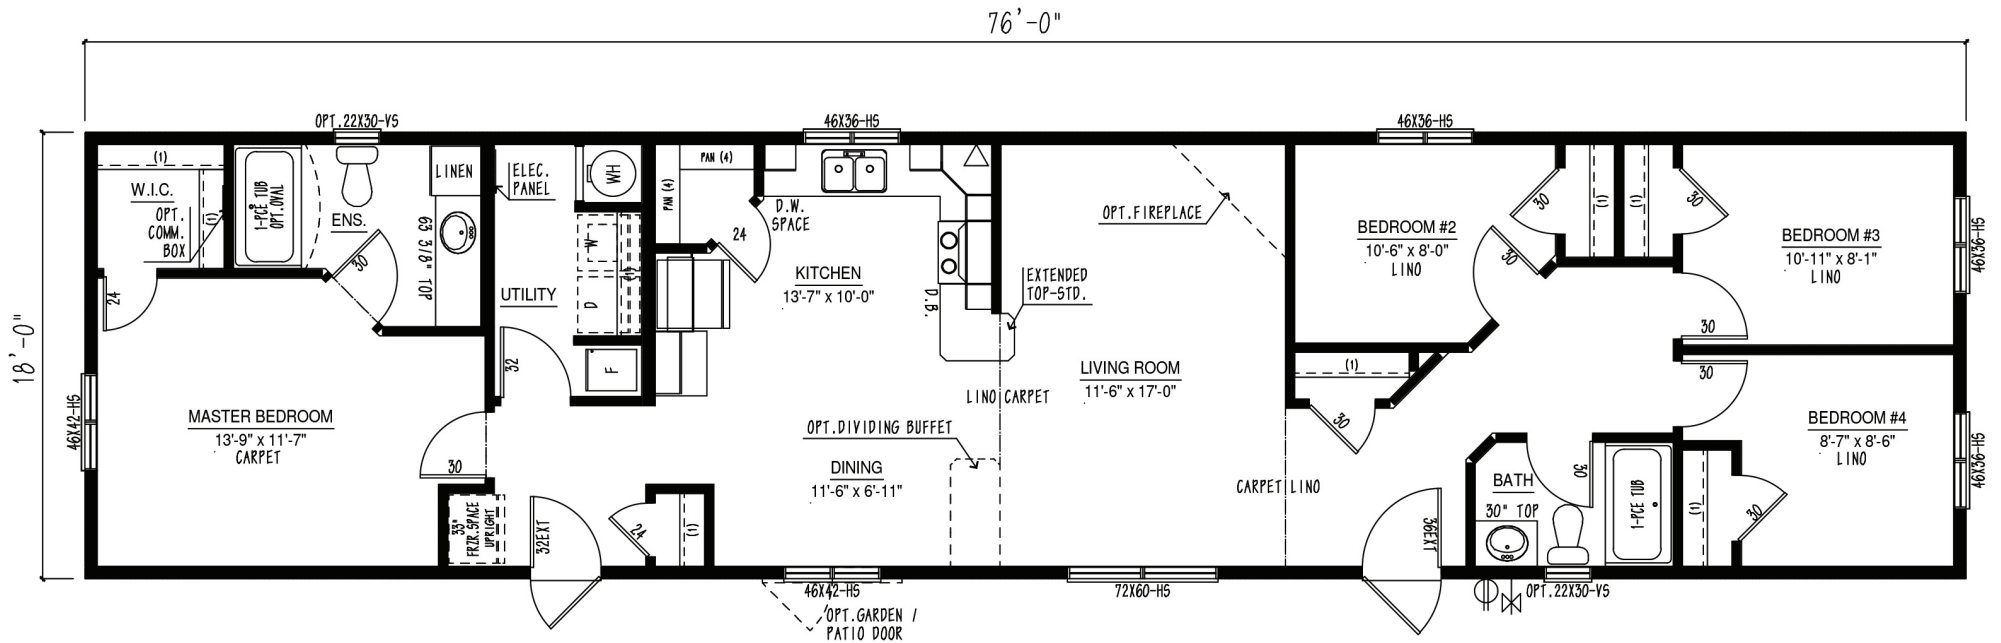 76'-0"
18'-0"
OPT.22X30-VS
46X36-HS
46X36-HS
(1)
W.I.C.
OPT.
COMM.
BOX
(1)
24
1-PCE TUB
OPT.OVAL
ENS.
30
LINEN
63 3/8" TOP
ELEC.
PANEL
WH
W
(1)
D
UTILITY
32
F
PAN (4)
PAN (4)
24
D.W.
SPACE
KITCHEN
13'-7" x 10'-0"
D.B.
EXTENDED
TOP-STD.
OPT.FIREPLACE
LIVING ROOM
11'-6" x 17'-0"
LINO CARPET
OPT.DIVIDING BUFFET
DINING
11'-6" x 6'-11"
MASTER BEDROOM
13'-9" x 11'-7"
CARPET
46X42-HS
30
33"
FRZR.SPACE
UPRIGHT
32EXT
24
(1)
46X42-HS
OPT.GARDEN /
PATIO DOOR
72X60-HS
BEDROOM #2
10'-6" x 8'-0"
LINO
30
30
(1)
(1)
30
BEDROOM #3
10'-11" x 8'-1"
LINO
46X36-HS
30
30
(1)
30
CARPET LINO
36EXT
BATH
30" TOP
30
1-PCE TUB
OPT.22X30-VS
BEDROOM #4
8'-7" x 8'-6"
LINO
(1)
30
46X36-HS